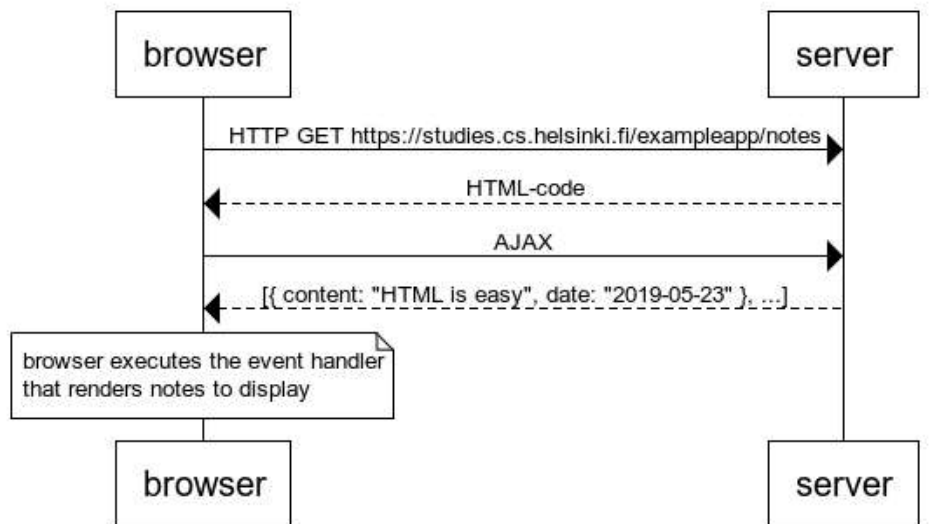 browser
server
HTTP GET https://studies.cs.helsinki.fi/exampleapp/notes
HTML-code
AJAX
[{ content: "HTML is easy", date: "2019-05-23" }, ...]
browser executes the event handler
that renders notes to display
browser
server